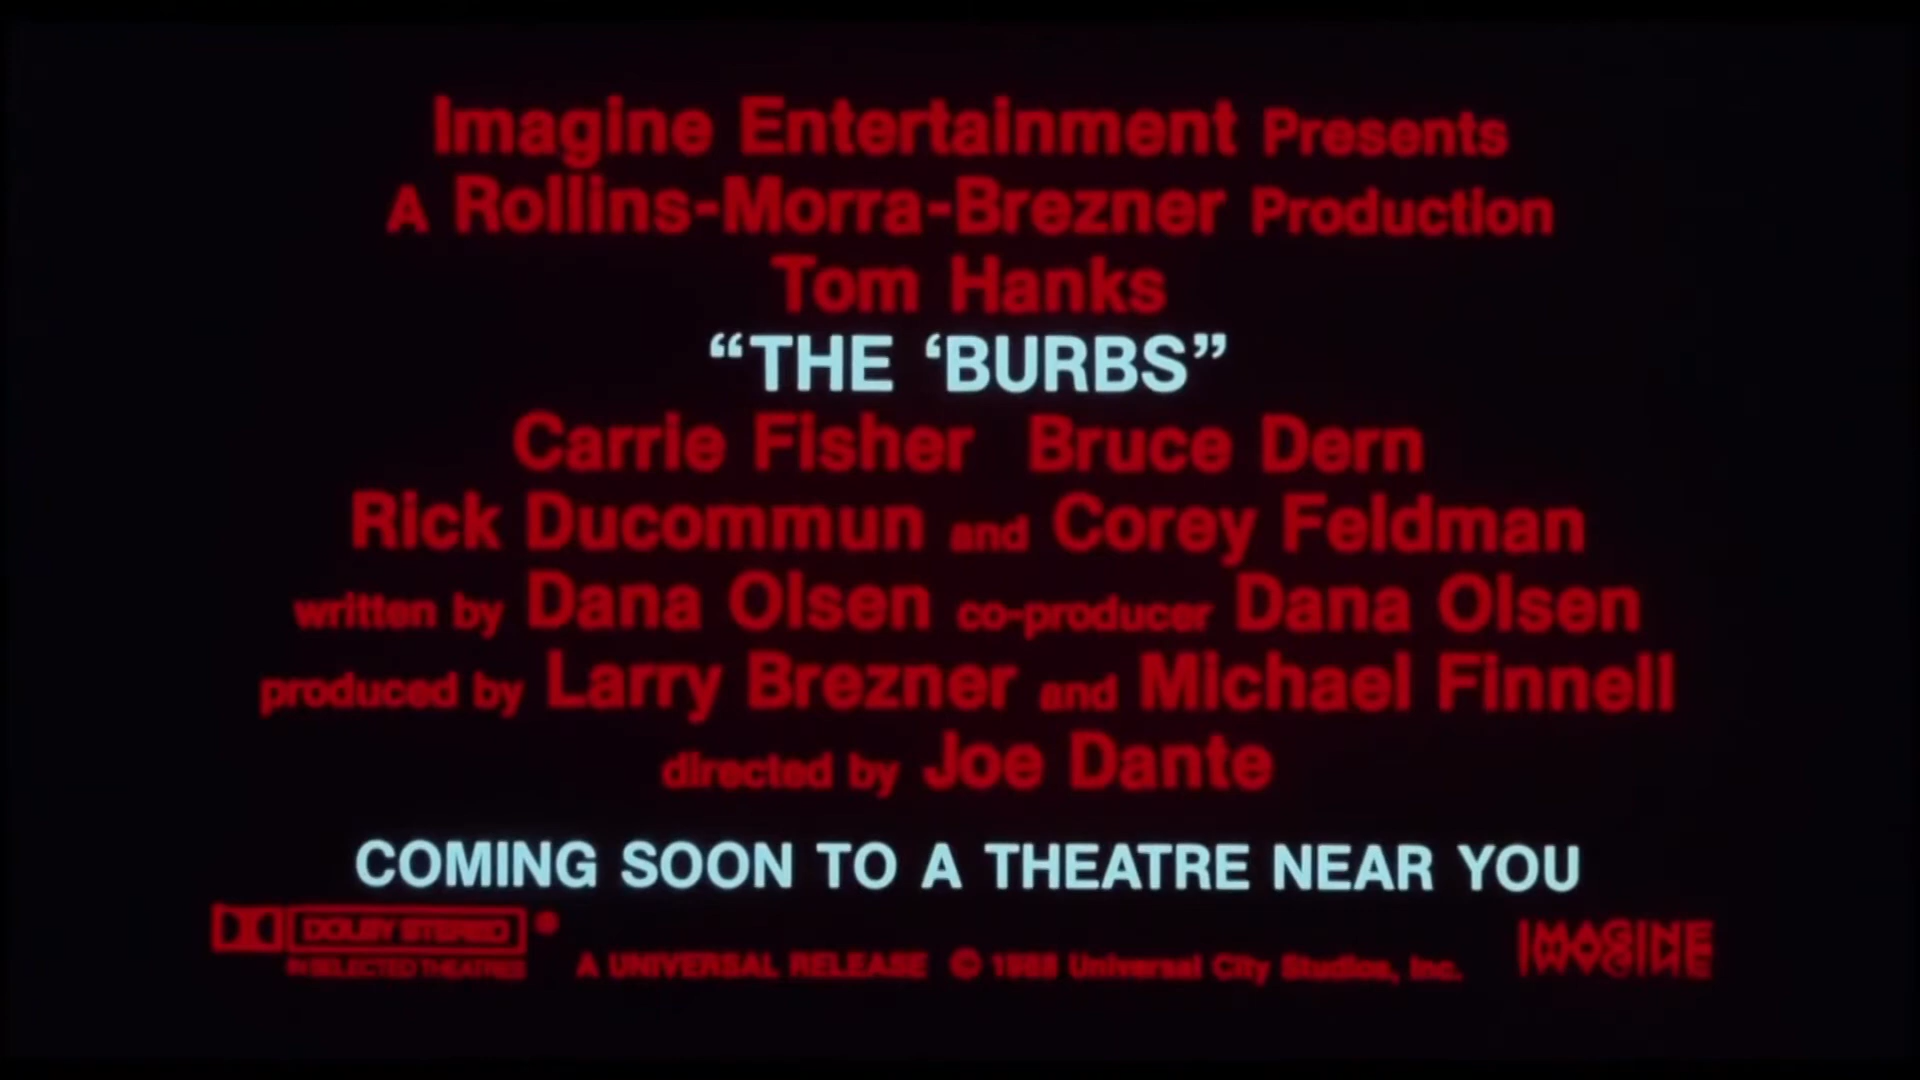 Imagine Entertainment Presents
A Rollins-Morra-Brezner Production
Tom Hanks
“THE ‘BURBS”
Carrie Fisher Bruce Dern
Rick Ducommun and Corey Feldman
written by Dana Olsen co-producer Dana Olsen
produced by Larry Brezner and Michael Finnell
directed by Joe Dante
COMING SOON TO A THEATRE NEAR YOU
DOLBY STEREO
IN SELECTED THEATRES
A UNIVERSAL RELEASE © 1988 Universal City Studios, Inc.
IMAGINE